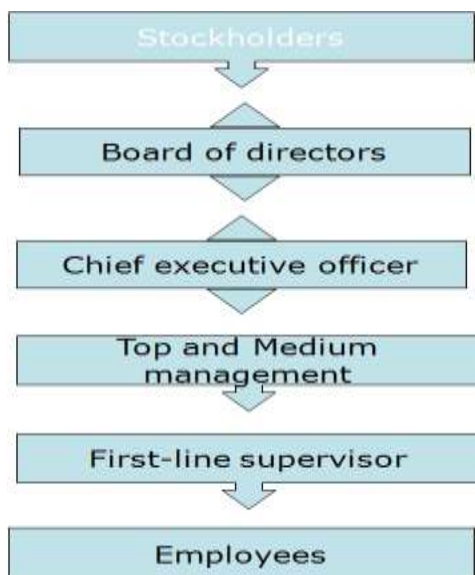 Stockholders
Board of directors
Chief executive officer
Top and Medium
management
First-line supervisor
Employees